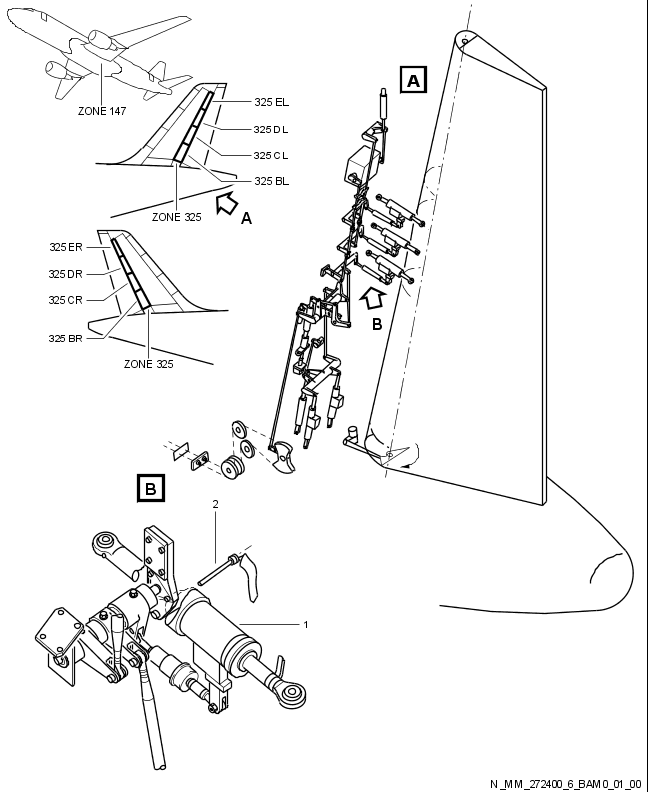 ZONE 147
325 EL
325 DL
325 CL
325 BL
ZONE 325
A
A
325 ER
325 DR
325 CR
325 BR
ZONE 325
B
B
2
1
N_MM_272400_6_BAM0_01_00